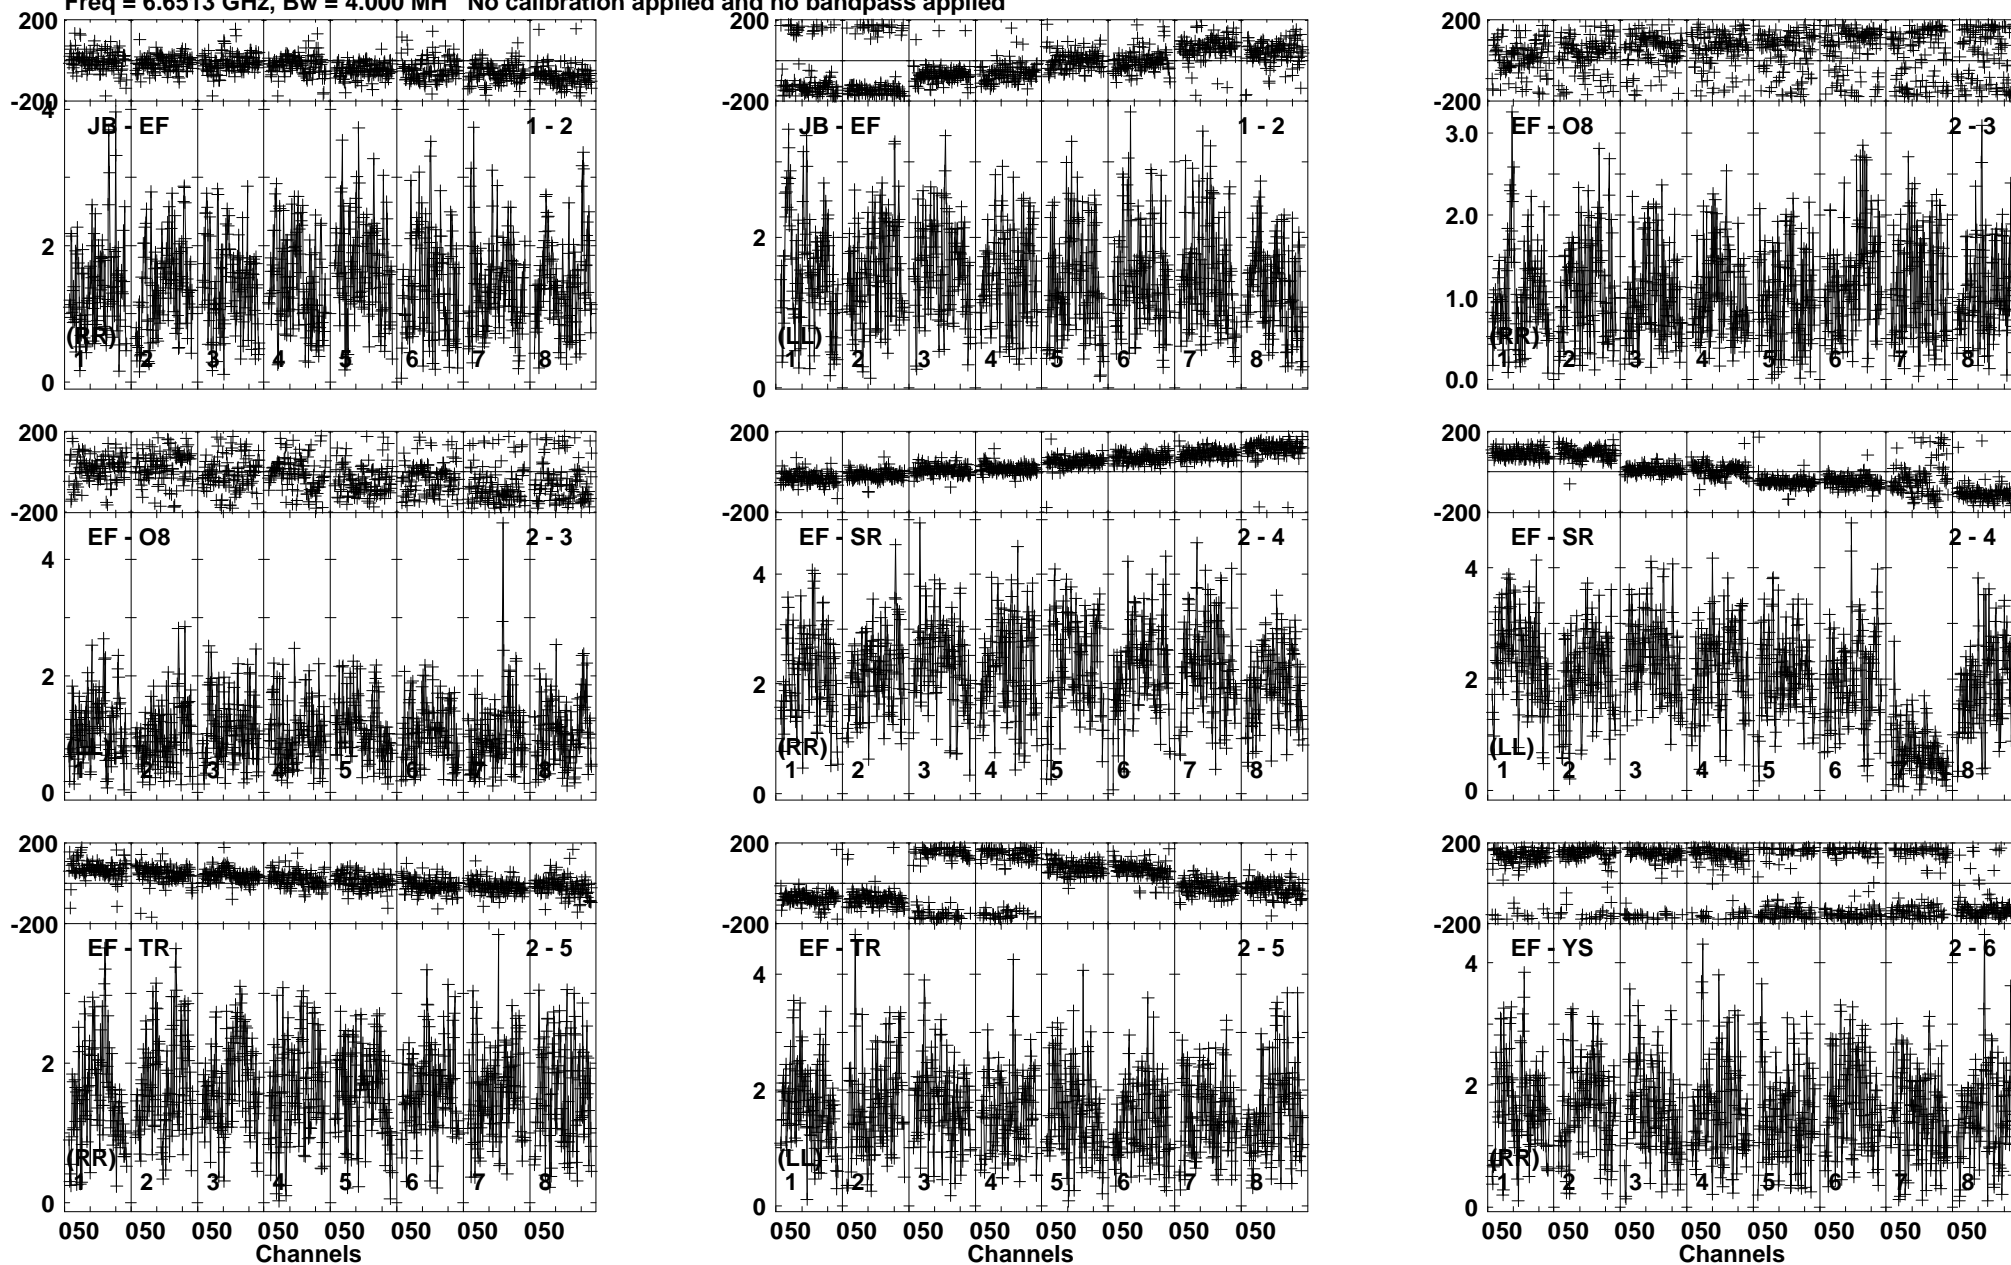 Freq = 6.6513 GHz, Bw = 4.000 MH No calibration applied and no bandpass applied
200 200 200
-200 -200 -200
4
JB - EF 1 - 2 JB - EF 1 - 2 EF - O8 2 - 3
3.0
2 2 2.0
1.0
(RR) (LL) (RR)
1 2 3 4 5 6 7 8 1 2 3 4 5 6 7 8 1 2 3 4 5 6 7 8
0 0 0.0
200 200 200
-200 -200 -200
EF - O8 2 - 3 EF - SR 2 - 4 EF - SR 2 - 4
4 4 4
2 2 2
(RR) (LL)
1 2 3 4 5 6 7 8 1 2 3 4 5 6 7 8 1 2 3 4 5 6 7 8
0 0 0
200 200 200
-200 -200 -200
EF - TR 2 - 5 EF - TR 2 - 5 EF - YS 2 - 6
4 4
2 2 2
(RR) (LL) (RR)
1 2 3 4 5 6 7 8 1 2 3 4 5 6 7 8 1 2 3 4 5 6 7 8
0 0 0
050 050 050 050 050 050 050 050 050 050 050 050 050 050 050 050 050 050 050 050 050 050 050 050
Channels Channels Channels